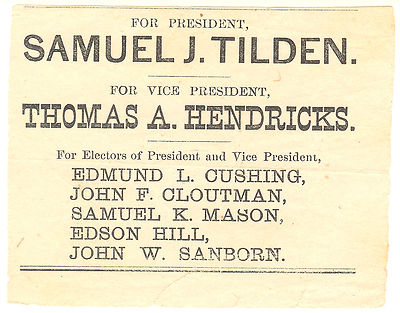 FOR PRESIDENT,
SAMUEL J. TILDEN.
FOR VICE PRESIDENT,
THOMAS A. HENDRICKS.
For Electors of President and Vice President,
EDMUND L. CUSHING,
JOHN F. CLOUTMAN,
SAMUEL K. MASON,
EDSON HILL,
JOHN W. SANBORN.